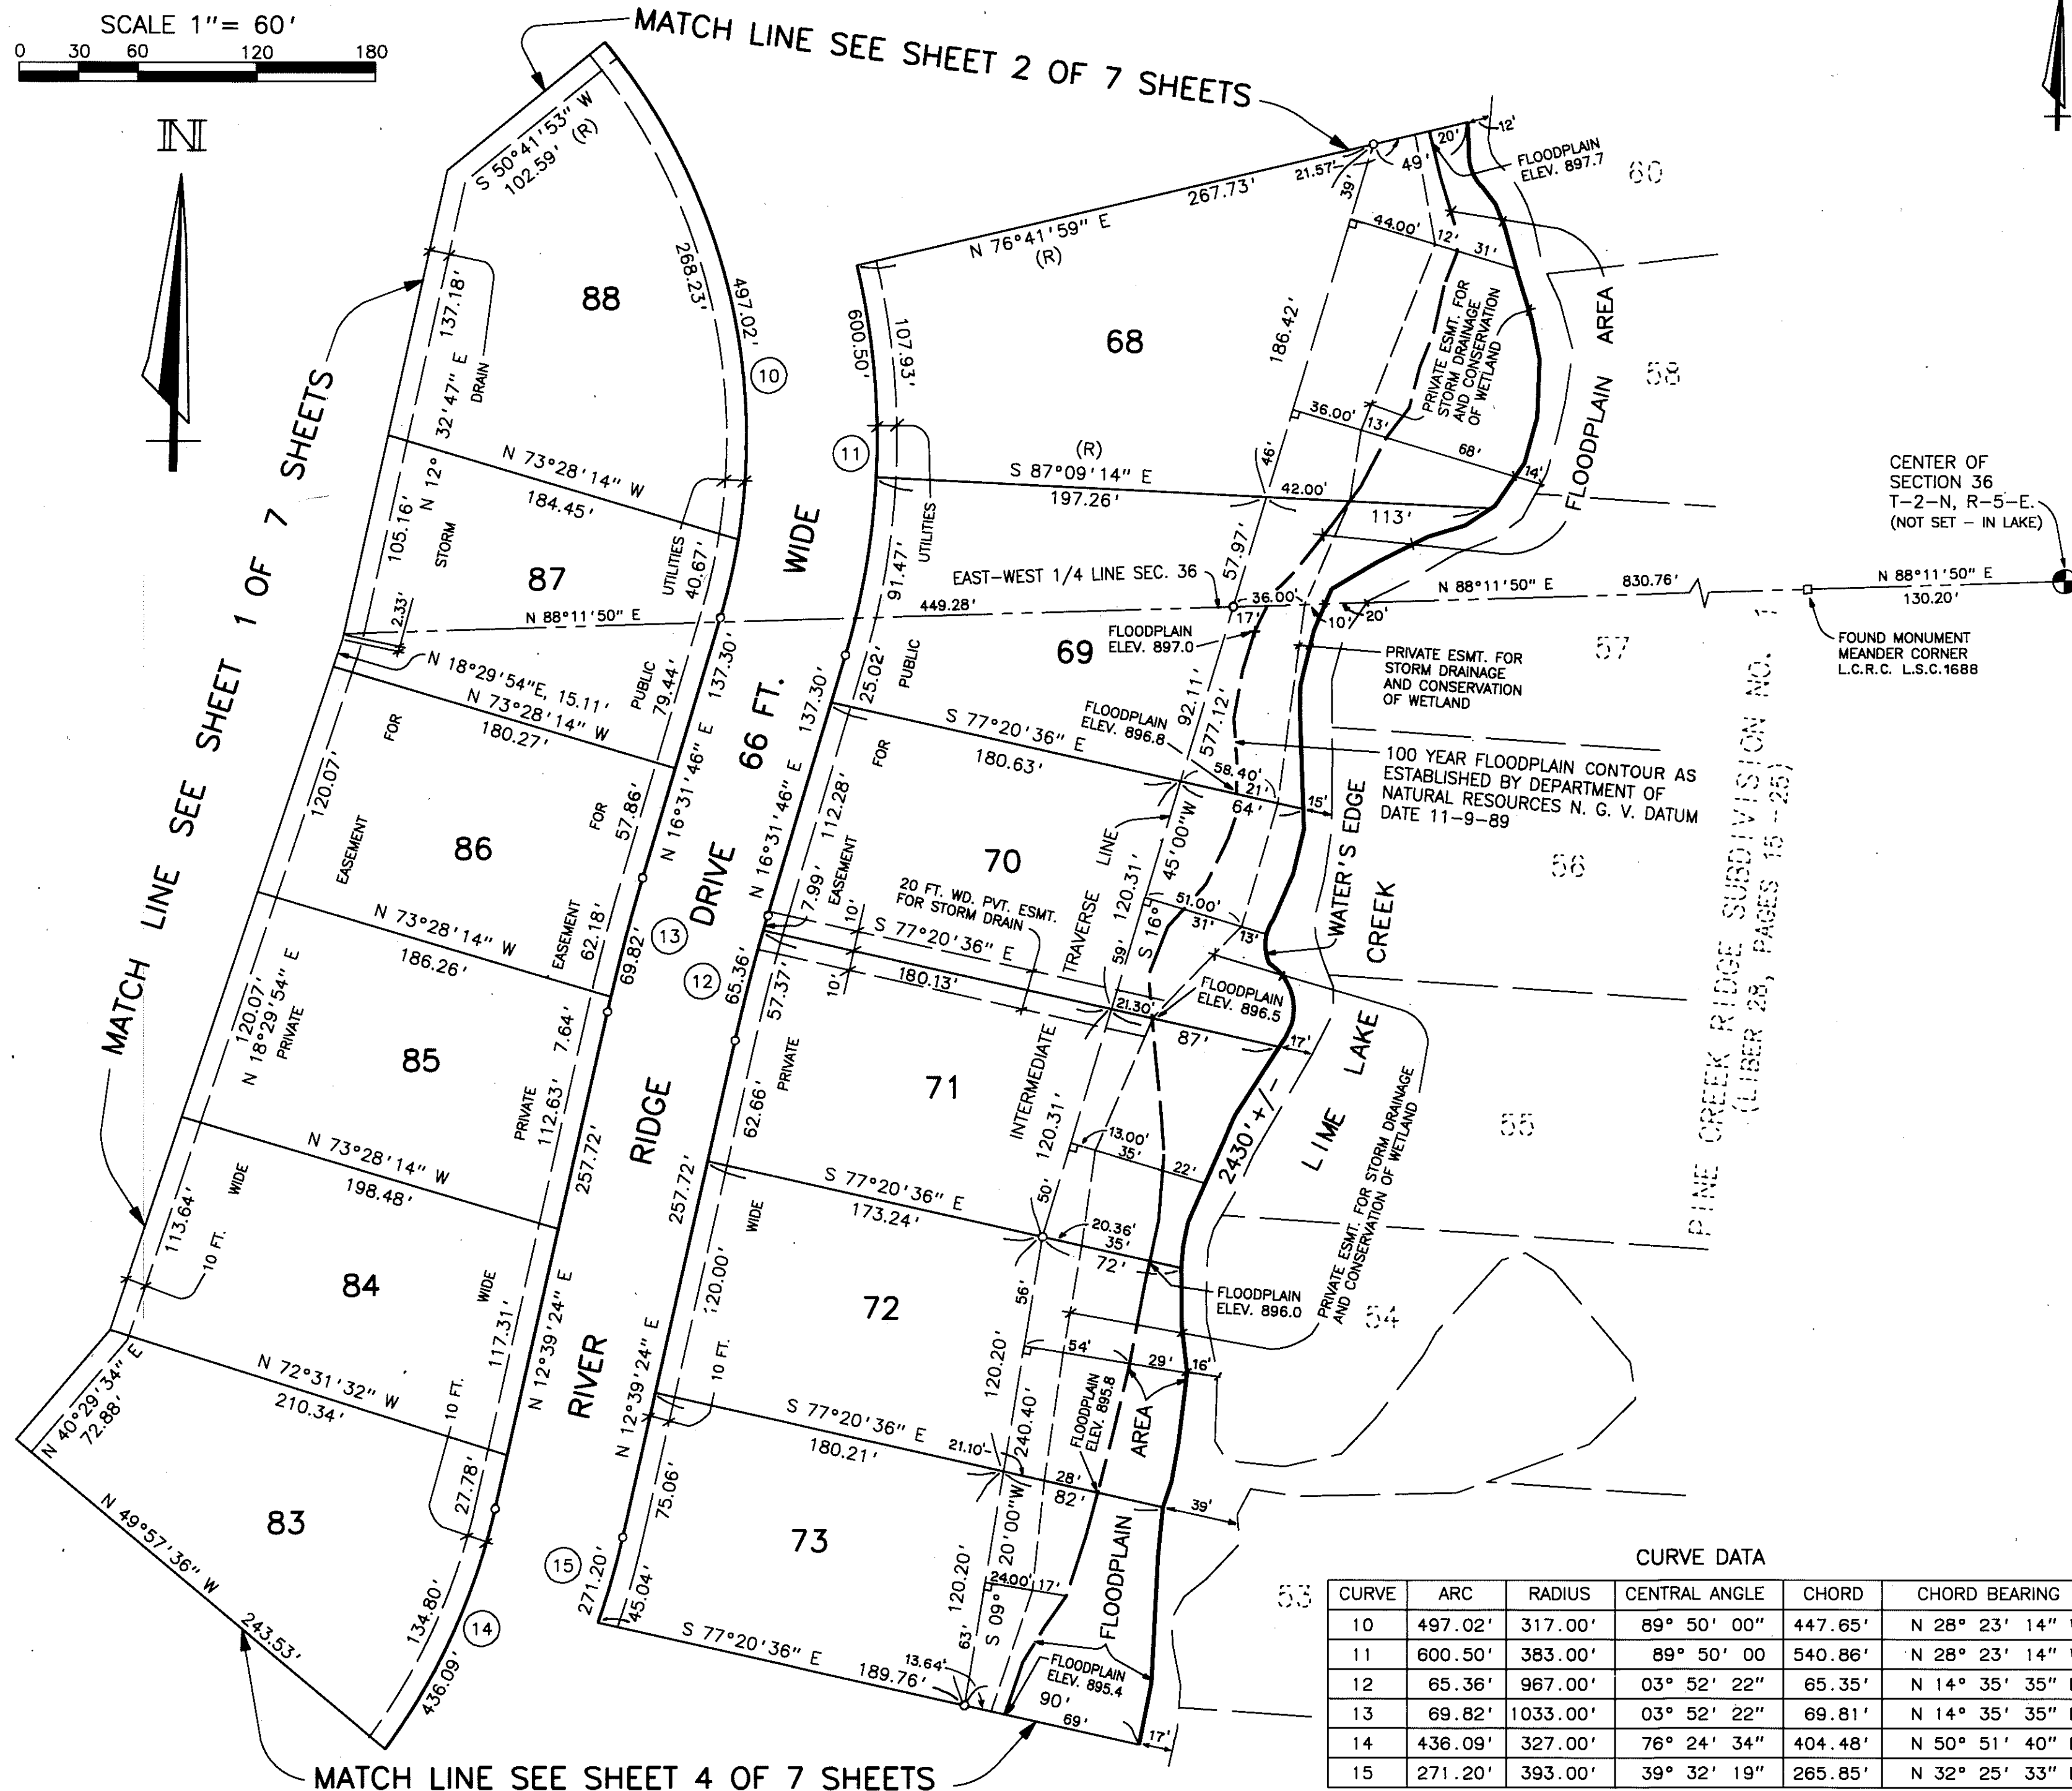 SCALE 1"= 60'
0 30 60 120 180
N
MATCH LINE SEE SHEET 2 OF 7 SHEETS
S 50°41'53" W
102.59' (R)
268.23'
497.02'
10
88
137.18'
N 12° 32'47" E
STORM DRAIN
MATCH LINE SEE SHEET 1 OF 7 SHEETS
N 73°28'14" W
184.45'
105.16'
87
UTILITIES
40.67'
2.33'
N 88°11'50" E
449.28'
EAST-WEST 1/4 LINE SEC. 36
N 18°29'54"E, 15.11'
N 73°28'14" W
180.27'
PUBLIC
79.44'
137.30'
N 16°31'46" E
120.07'
FOR
EASEMENT
86
FOR
57.86'
N 73°28'14" W
186.26'
EASEMENT
62.18'
69.82'
13
120.07'
N 18°29'54" E
PRIVATE
85
PRIVATE
7.64'
112.63'
257.72'
N 73°28'14" W
198.48'
113.64'
WIDE
10 FT.
84
WIDE
117.31'
N 12°39'24" E
N 72°31'32" W
210.34'
N 40°29'34" E
72.88'
10 FT.
27.78'
83
N 49°57'36" W
243.53'
134.80'
436.09'
14
MATCH LINE SEE SHEET 4 OF 7 SHEETS
RIVER RIDGE DRIVE 66 FT. WIDE
N 76°41'59" E
(R)
267.73'
21.57'
39'
49'
20'
12'
FLOODPLAIN
ELEV. 897.7
60
600.50'
107.93'
11
68
186.42'
44.00'
12'
31'
PRIVATE ESMT. FOR
STORM DRAINAGE
AND CONSERVATION
OF WETLAND
FLOODPLAIN AREA
58
36.00'
13'
68'
14'
46'
(R)
S 87°09'14" E
197.26'
42.00'
113'
UTILITIES
91.47'
57.97'
36.00'
17'
10'
20'
N 88°11'50" E 830.76'
N 88°11'50" E
130.20'
CENTER OF
SECTION 36
T-2-N, R-5-E.
(NOT SET - IN LAKE)
FOUND MONUMENT
MEANDER CORNER
L.C.R.C. L.S.C.1688
69
FLOODPLAIN
ELEV. 897.0
PRIVATE ESMT. FOR
STORM DRAINAGE
AND CONSERVATION
OF WETLAND
57
PUBLIC
25.02'
137.30'
92.11'
577.12'
FLOODPLAIN
ELEV. 896.8
S 77°20'36" E
180.63'
58.40'
21'
64'
15'
100 YEAR FLOODPLAIN CONTOUR AS
ESTABLISHED BY DEPARTMENT OF
NATURAL RESOURCES N. G. V. DATUM
DATE 11-9-89
FOR
112.28'
N 16°31'46" E
S 16° 45'00"W
70
EASEMENT
7.99'
10'
20 FT. WD. PVT. ESMT.
FOR STORM DRAIN
INTERMEDIATE TRAVERSE LINE
120.31'
51.00'
31'
13'
WATER'S EDGE
56
S 77°20'36" E
180.13'
10'
59'
21.30'
FLOODPLAIN
ELEV. 896.5
87'
17'
12
65.36'
57.37'
62.66'
PRIVATE
71
120.31'
13.00'
35'
22'
2430'+/-
LIME LAKE CREEK
PRIVATE ESMT. FOR STORM DRAINAGE
AND CONSERVATION OF WETLAND
55
PINE CREEK RIDGE SUBDIVISION NO. 1
(LIBER 28, PAGES 15-25)
257.72'
S 77°20'36" E
173.24'
50'
20.36'
35'
72'
WIDE
120.00'
72
56'
FLOODPLAIN
ELEV. 896.0
54
54'
29'
16'
120.20'
N 12°39'24" E
10 FT.
S 77°20'36" E
180.21'
21.10'
240.40'
FLOODPLAIN
ELEV. 895.8
FLOODPLAIN AREA
28'
82'
39'
75.06'
73
S 09° 20'00"W
24.00'
17'
120.20'
15
271.20'
45.04'
S 77°20'36" E
189.76'
63'
13.64'
FLOODPLAIN
ELEV. 895.4
90'
69'
17'
53
CURVE DATA
CURVE ARC RADIUS CENTRAL ANGLE CHORD CHORD BEARING
10 497.02' 317.00' 89° 50' 00" 447.65' N 28° 23' 14"
11 600.50' 383.00' 89° 50' 00 540.86' N 28° 23' 14"
12 65.36' 967.00' 03° 52' 22" 65.35' N 14° 35' 35"
13 69.82' 1033.00' 03° 52' 22" 69.81' N 14° 35' 35"
14 436.09' 327.00' 76° 24' 34" 404.48' N 50° 51' 40"
15 271.20' 393.00' 39° 32' 19" 265.85' N 32° 25' 33"